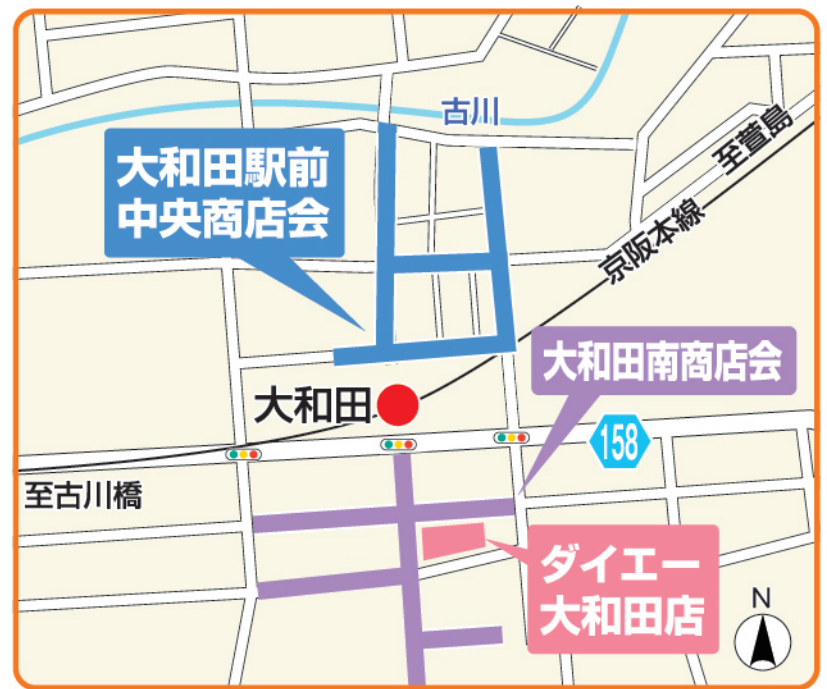 古川
大和田駅前
中央商店会
至萱島
京阪本線
大和田南商店会
大和田
158
至古川橋
ダイエー
大和田店
N